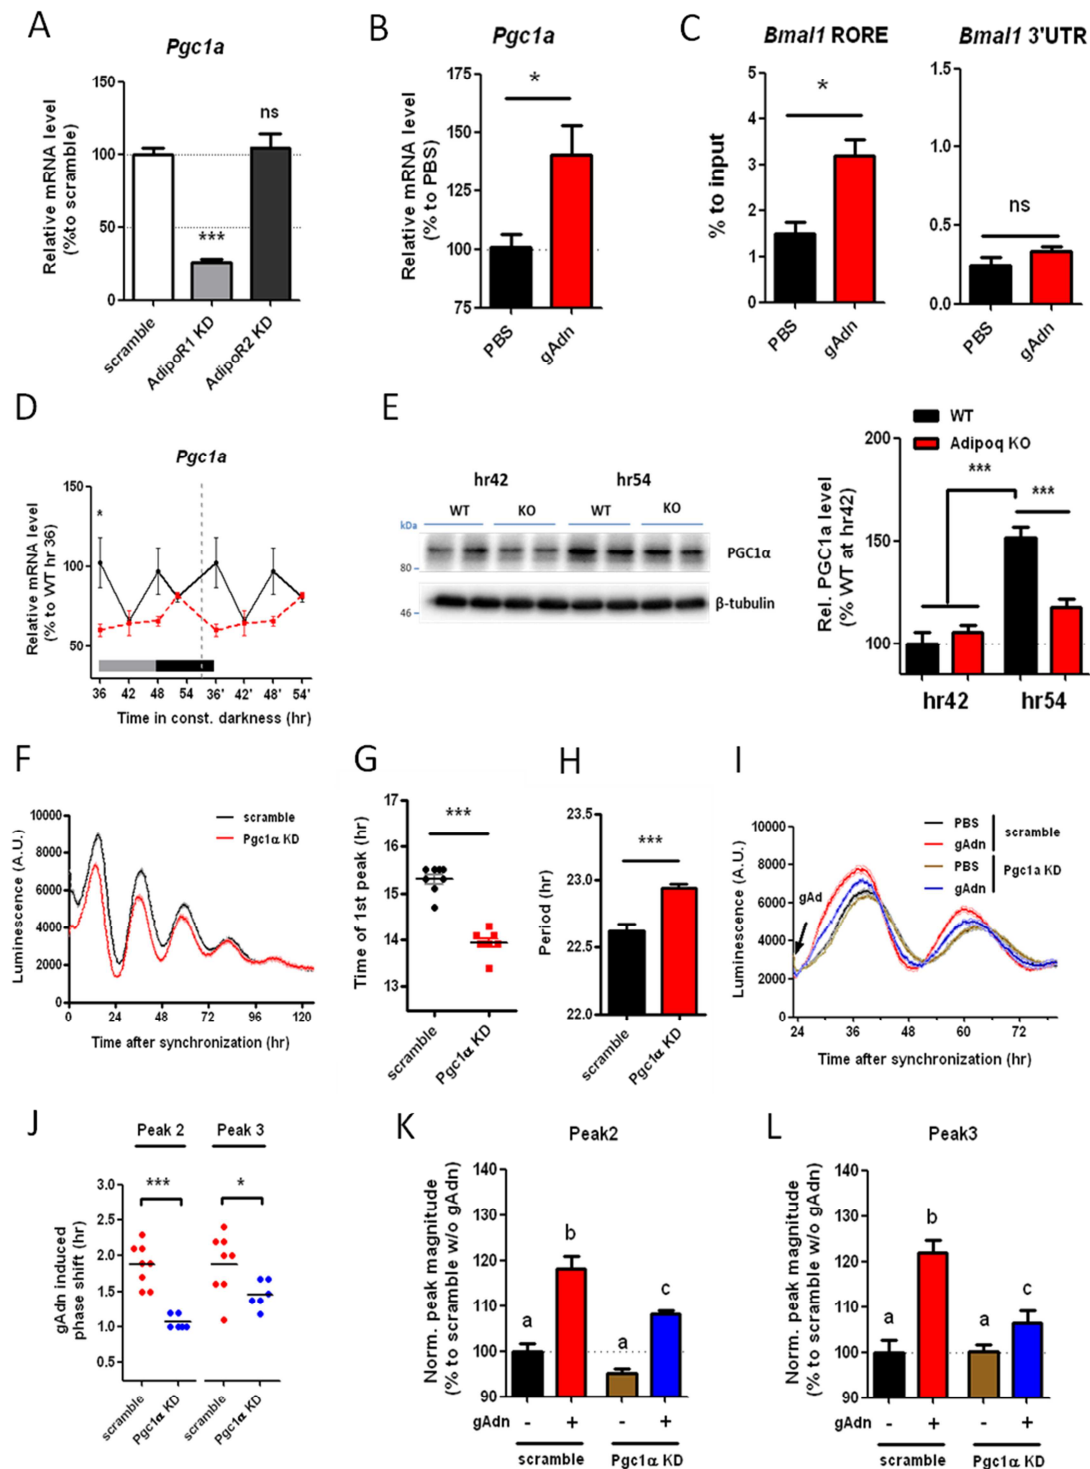 A
Pgc1a
Relative mRNA level
(%to scramble)
150
100
50
0
***
ns
scramble
AdipoR1 KD
AdipoR2 KD
B
Pgc1a
Relative mRNA level
(% to PBS)
175
150
125
100
75
*
PBS
gAdn
C
Bmal1 RORE
% to input
5
4
3
2
1
0
*
PBS
gAdn
Bmal1 3'UTR
1.5
1.0
0.5
0.0
ns
PBS
gAdn
D
Pgc1a
Relative mRNA level
(% to WT hr 36)
150
100
50
*
36 42 48 54 36' 42' 48' 54'
Time in const. darkness (hr)
E
hr42 hr54
WT KO WT KO
kDa
80
46
PGC1α
β-tubulin
WT
Adipoq KO
Rel. PGC1a level
(% WT at hr42)
200
150
100
***
***
hr42 hr54
F
Luminescence (A.U.)
10000
8000
6000
4000
2000
0
scramble
Pgc1α KD
0 24 48 72 96 120
Time after synchronization (hr)
G
Time of 1st peak (hr)
17
16
15
14
13
***
scramble
Pgc1α KD
H
Period (hr)
23.5
23.0
22.5
22.0
***
scramble
Pgc1α KD
I
Luminescence (A.U.)
10000
8000
6000
4000
2000
0
gAd
PBS
gAdn
scramble
PBS
gAdn
Pgc1a KD
24 36 48 60 72
Time after synchronization (hr)
J
Peak 2 Peak 3
gAdn induced
phase shift (hr)
3.0
2.5
2.0
1.5
1.0
0.5
***
*
scramble
Pgc1α KD
scramble
Pgc1α KD
K
Peak2
Norm. peak magnitude
(% to scramble w/o gAdn)
140
130
120
110
100
90
a
b
a
c
gAdn - + - +
scramble Pgc1α KD
L
Peak3
Norm. peak magnitude
(% to scramble w/o gAdn)
140
130
120
110
100
90
a
b
a
c
gAdn - + - +
scramble Pgc1α KD